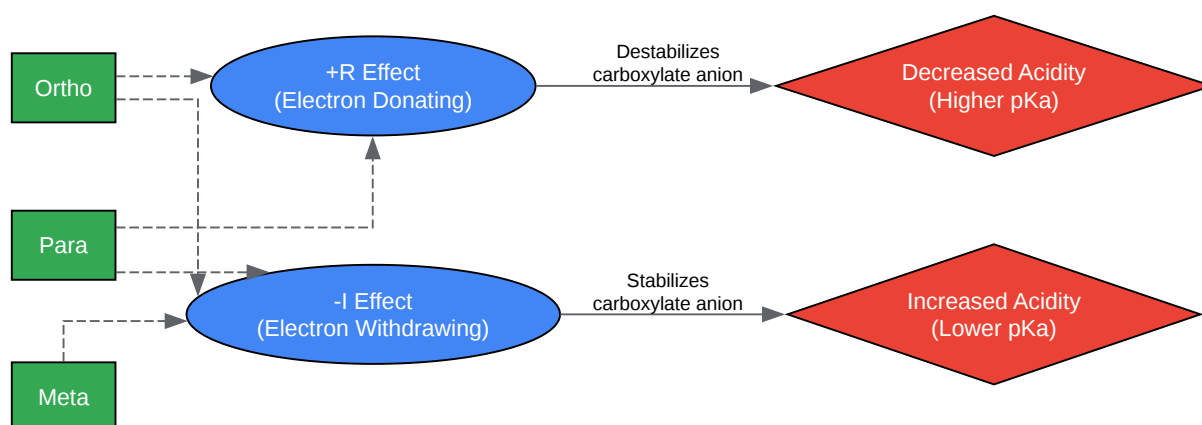 Ortho
+R Effect
(Electron Donating)
Destabilizes
carboxylate anion
Decreased Acidity
(Higher pKa)
Para
-I Effect
(Electron Withdrawing)
Stabilizes
carboxylate anion
Increased Acidity
(Lower pKa)
Meta